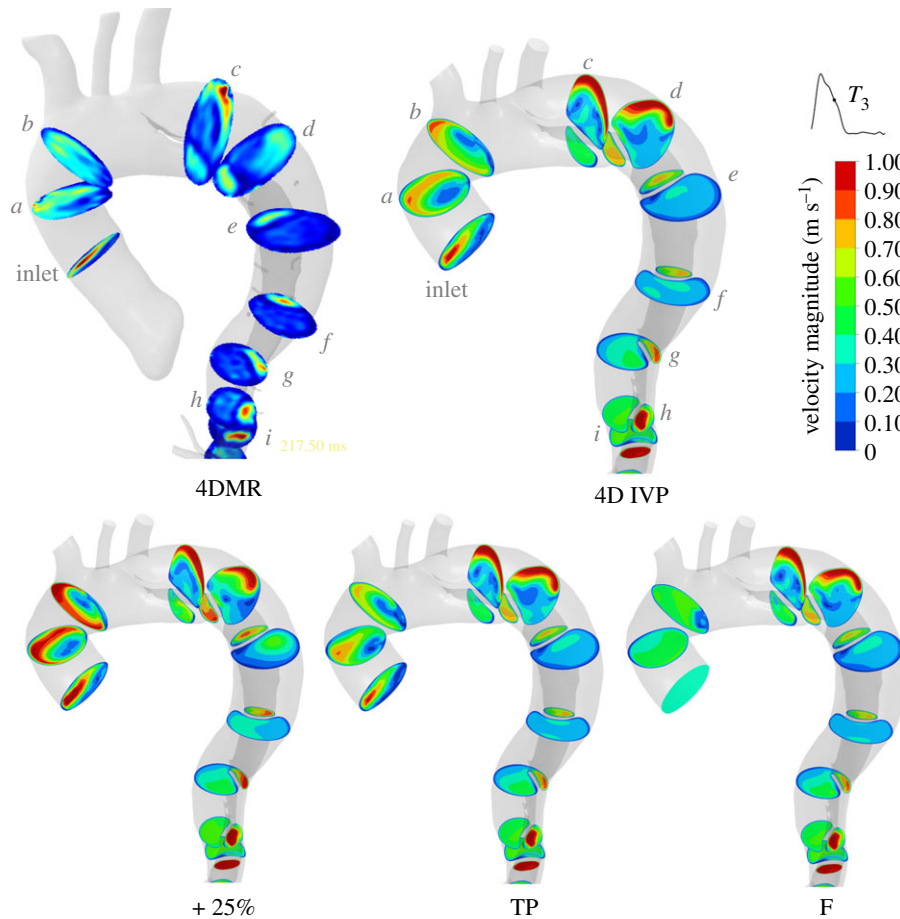 c
b
d
a
e
inlet
f
g
h
i
217.50 ms
4DMR
c
d
b
a
e
inlet
f
g
h
i
4D IVP
T3
velocity magnitude (m s−1)
1.00
0.90
0.80
0.70
0.60
0.50
0.40
0.30
0.20
0.10
0
+ 25%
TP
F